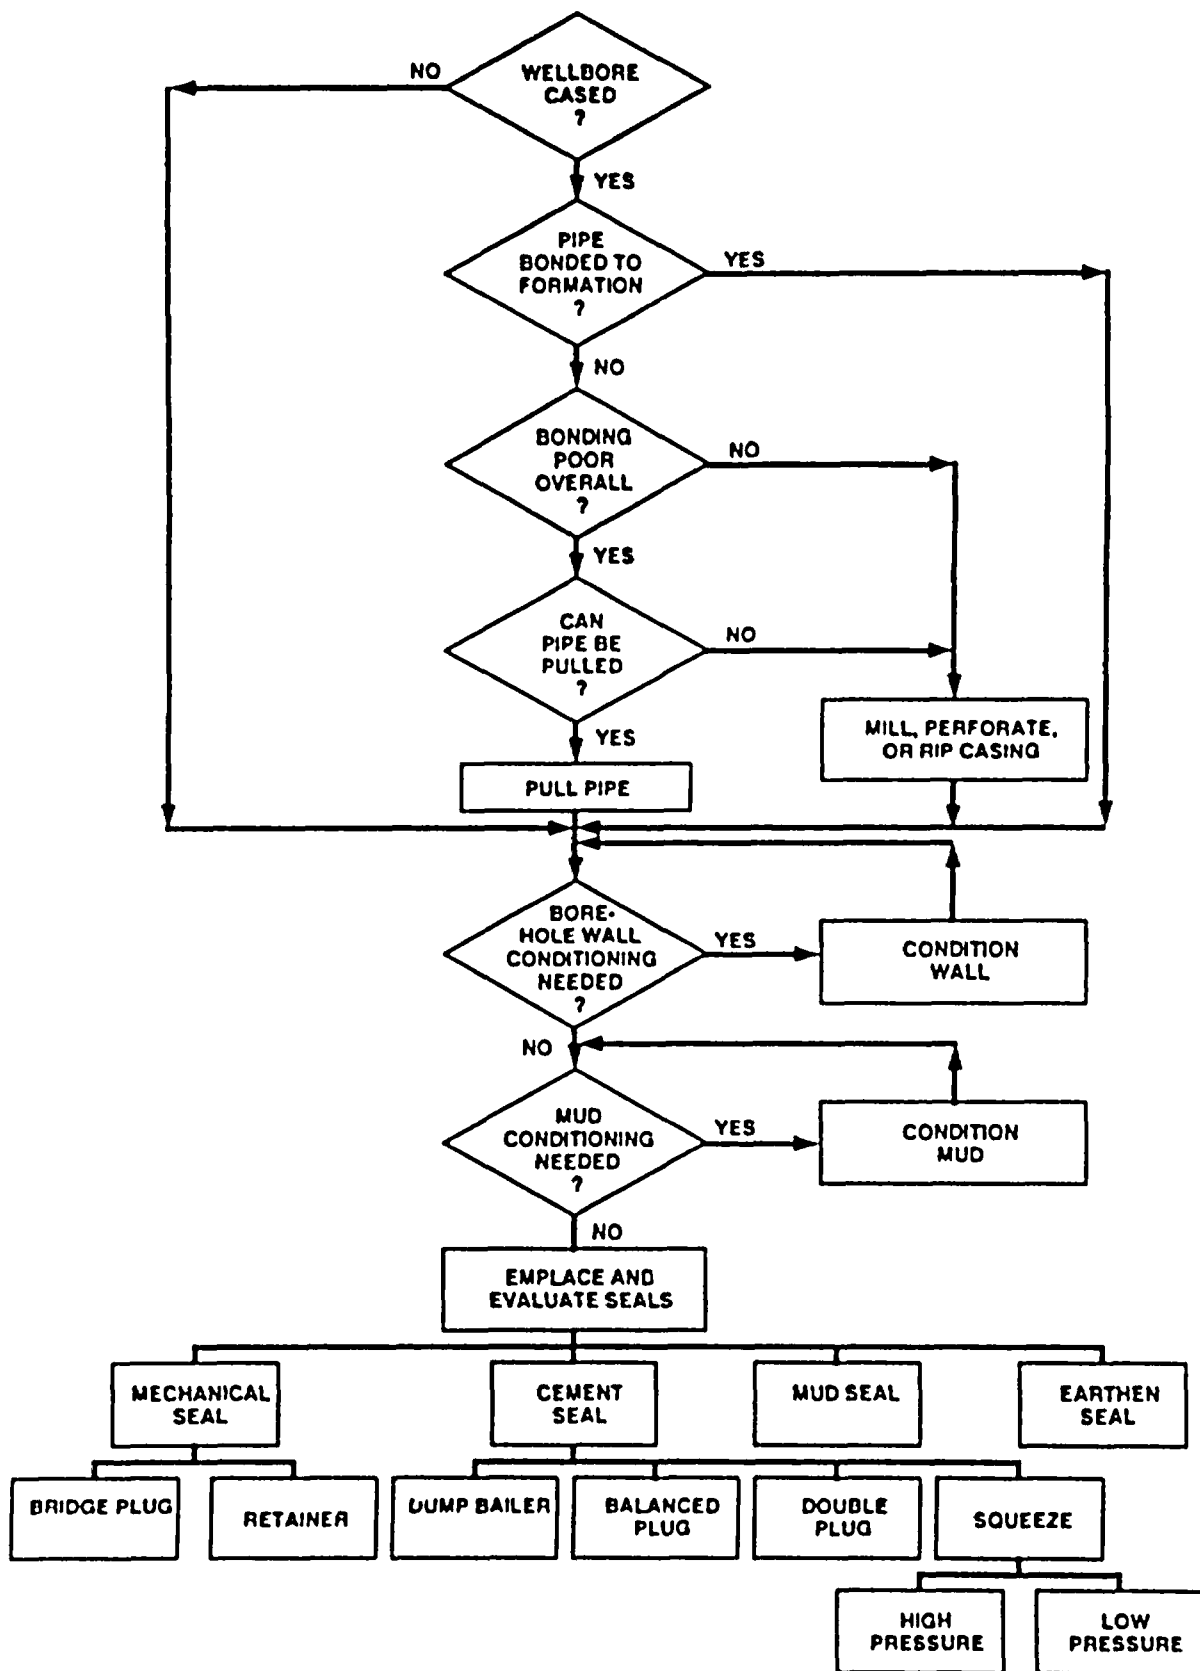 NO
WELLBORE
CASED
?
YES
PIPE
BONDED TO
FORMATION
?
YES
NO
BONDING
POOR
OVERALL
?
NO
YES
CAN
PIPE BE
PULLED
?
NO
YES
MILL, PERFORATE,
OR RIP CASING
PULL PIPE
BORE-
HOLE WALL
CONDITIONING
NEEDED
?
YES
CONDITION
WALL
NO
MUD
CONDITIONING
NEEDED
?
YES
CONDITION
MUD
NO
EMPLACE AND
EVALUATE SEALS
MECHANICAL
SEAL
CEMENT
SEAL
MUD SEAL
EARTHEN
SEAL
BRIDGE PLUG
RETAINER
DUMP BAILER
BALANCED
PLUG
DOUBLE
PLUG
SQUEEZE
HIGH
PRESSURE
LOW
PRESSURE